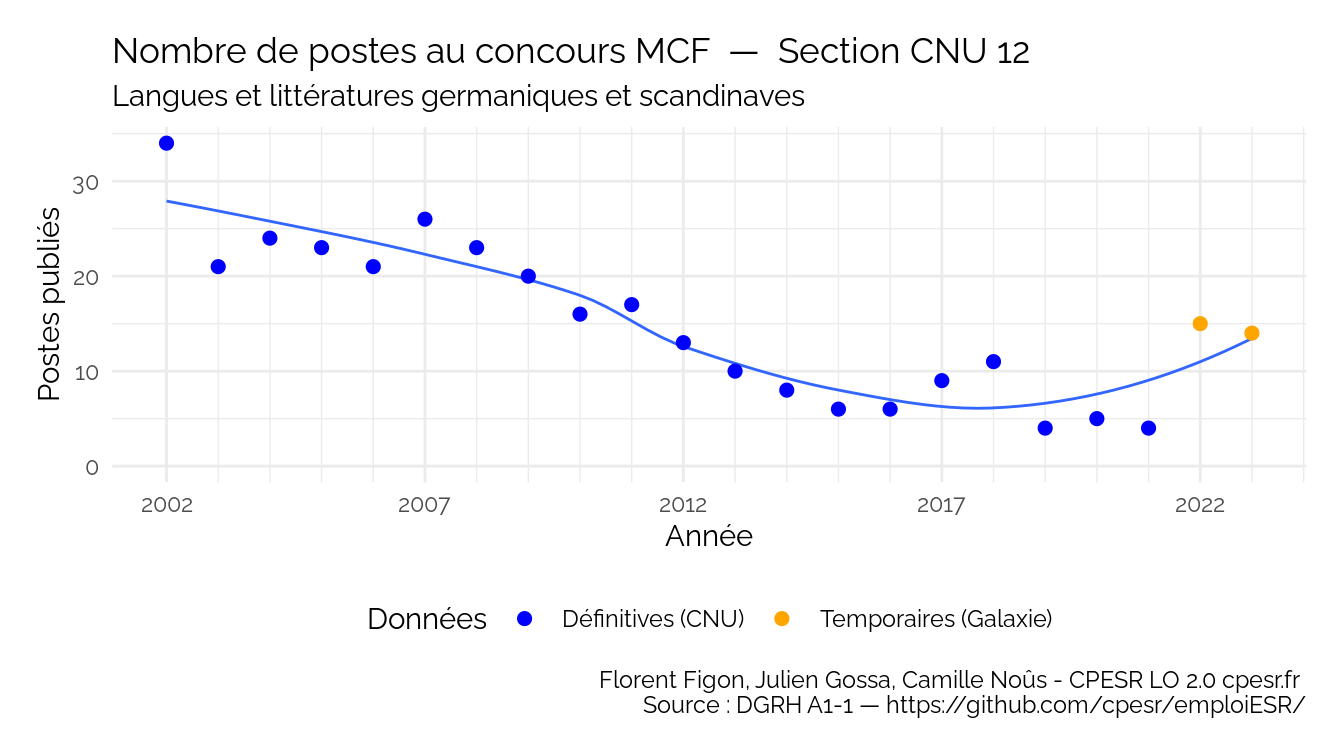 Nombre de postes au concours MCF — Section CNU 12
Langues et littératures germaniques et scandinaves
Postes publiés
30
20
10
0
2002 2007 2012 2017 2022
Année
Données Définitives (CNU) Temporaires (Galaxie)
Florent Figon, Julien Gossa, Camille Noûs - CPESR LO 2.0 cpesr.fr
Source : DGRH A1-1 — https://github.com/cpesr/emploiESR/